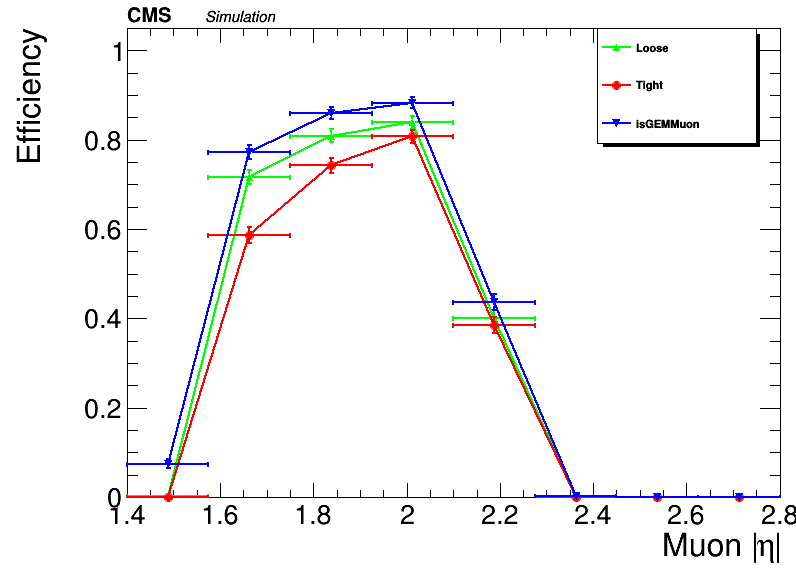 CMS Simulation
Efficiency
1
0.8
0.6
0.4
0.2
0
Loose
Tight
isGEMMuon
1.4 1.6 1.8 2 2.2 2.4 2.6 2.8
Muon |η|